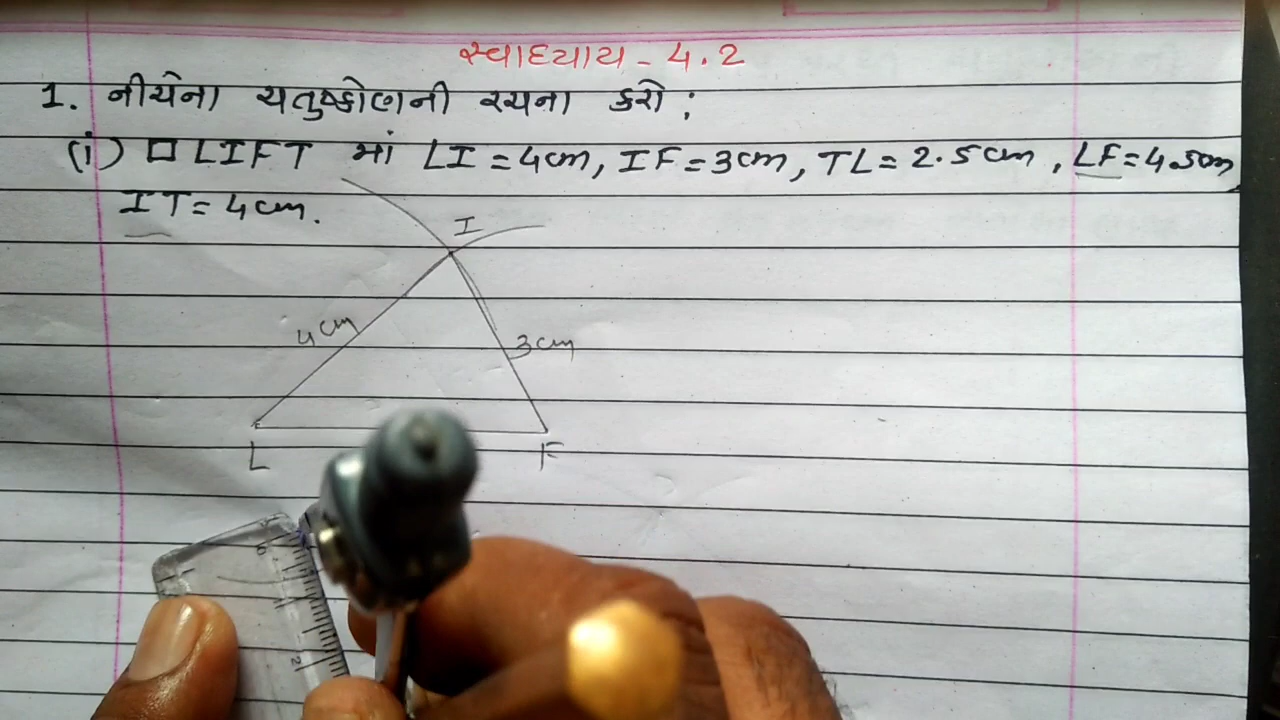 સ્વાધ્યાય - 4.2
1. નીચેના ચતુષ્કોણની રચના કરો :
(i) □ LIFT માં LI = 4cm, IF = 3cm, TL = 2.5cm, LF = 4.5cm,
IT = 4cm.
I
4cm
3cm
L
F